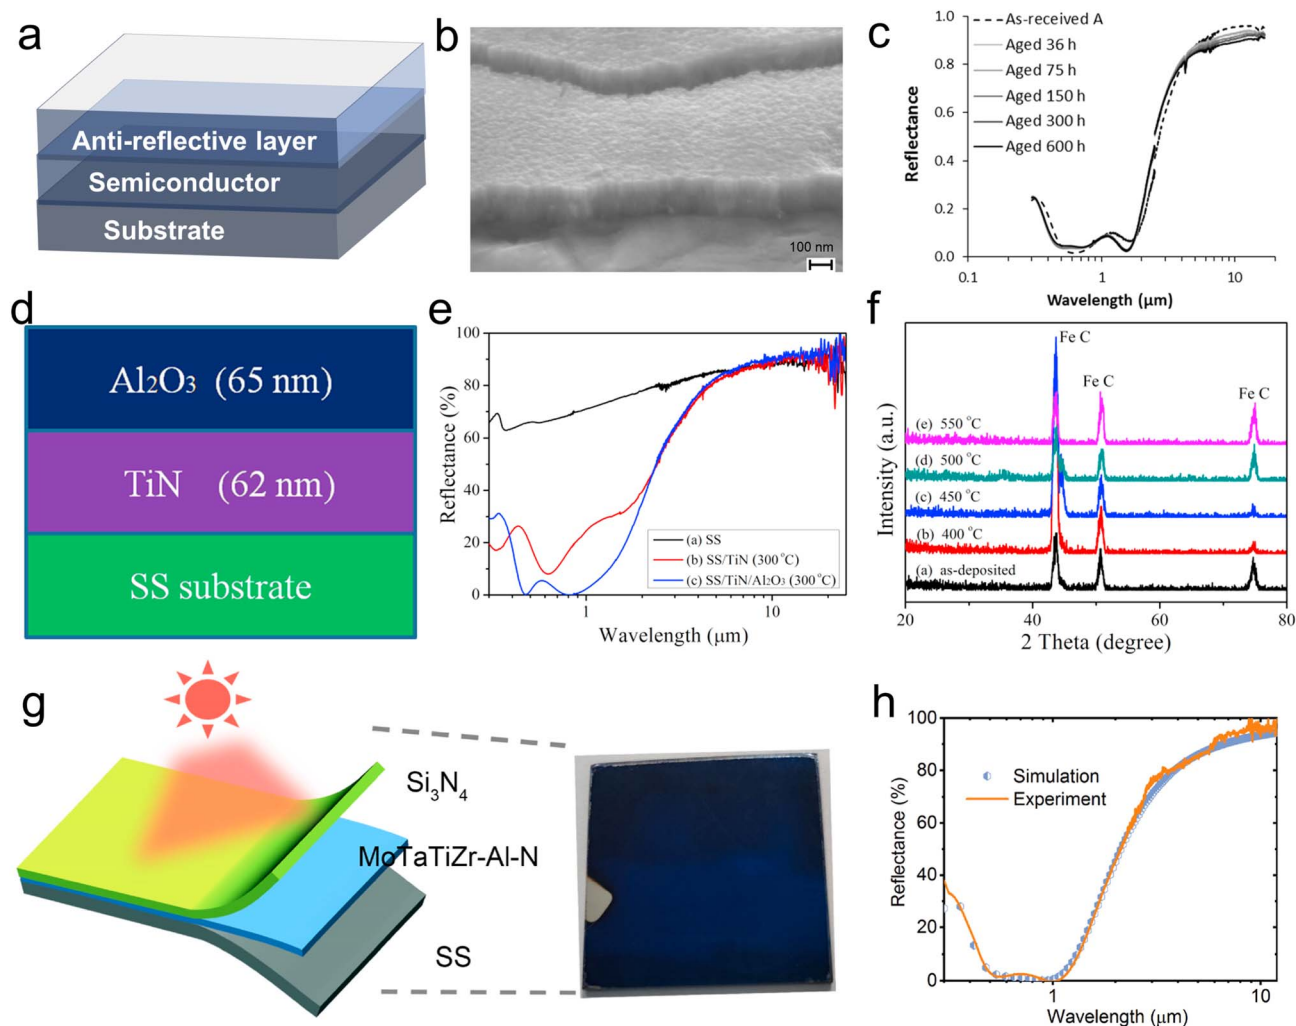 a
Anti-reflective layer
Semiconductor
Substrate
b
100 nm
c
1.0
0.8
0.6
0.4
0.2
0.0
Reflectance
As-received A
Aged 36 h
Aged 75 h
Aged 150 h
Aged 300 h
Aged 600 h
0.1
1
10
Wavelength (μm)
d
Al₂O₃ (65 nm)
TiN (62 nm)
SS substrate
e
100
80
60
40
20
0
Reflectance (%)
(a) SS
(b) SS/TiN (300 °C)
(c) SS/TiN/Al₂O₃ (300 °C)
1
10
Wavelength (μm)
f
Fe C
Fe C
Fe C
Intensity (a.u.)
(e) 550 °C
(d) 500 °C
(c) 450 °C
(b) 400 °C
(a) as-deposited
20
40
60
80
2 Theta (degree)
g
Si₃N₄
MoTaTiZr-Al-N
SS
h
100
80
60
40
20
0
Reflectance (%)
Simulation
Experiment
1
10
Wavelength (μm)